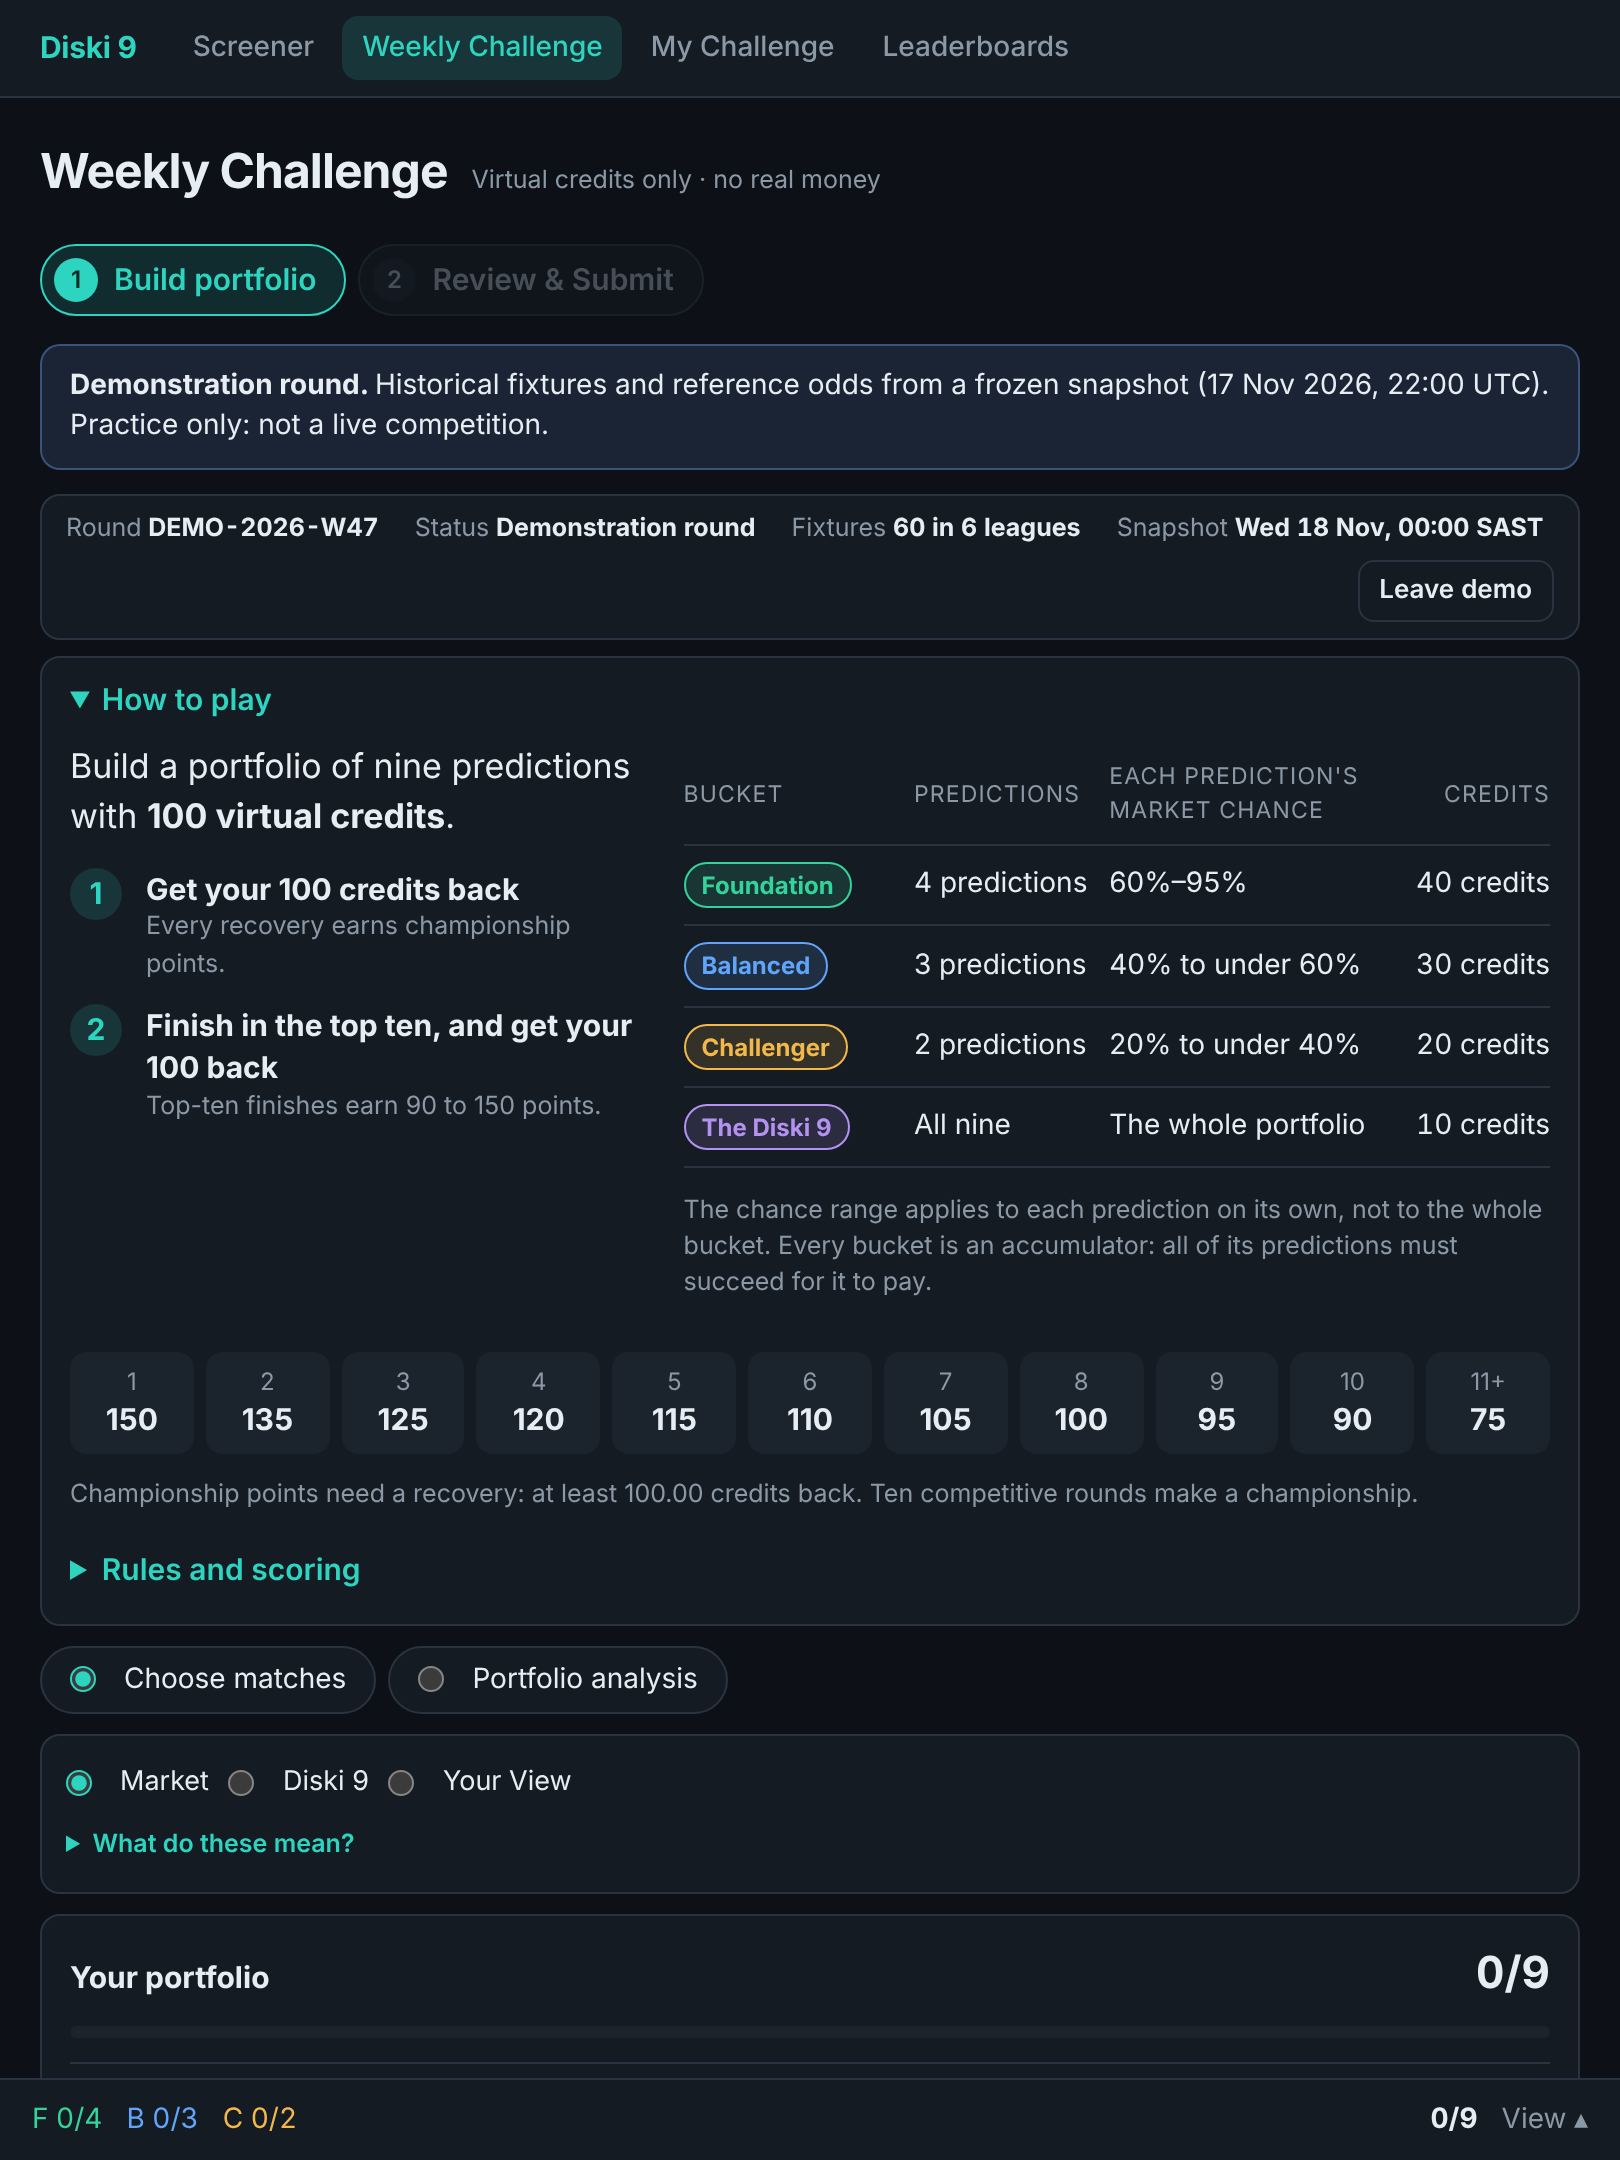 Diski 9 Screener Weekly Challenge My Challenge Leaderboards
Weekly Challenge Virtual credits only · no real money
1 Build portfolio 2 Review & Submit
Demonstration round. Historical fixtures and reference odds from a frozen snapshot (17 Nov 2026, 22:00 UTC).
Practice only: not a live competition.
Round DEMO-2026-W47 Status Demonstration round Fixtures 60 in 6 leagues Snapshot Wed 18 Nov, 00:00 SAST
Leave demo
▼ How to play
Build a portfolio of nine predictions
with 100 virtual credits.
1 Get your 100 credits back
Every recovery earns championship
points.
2 Finish in the top ten, and get your
100 back
Top-ten finishes earn 90 to 150 points.
BUCKET PREDICTIONS EACH PREDICTION'S
MARKET CHANCE CREDITS
Foundation 4 predictions 60%–95% 40 credits
Balanced 3 predictions 40% to under 60% 30 credits
Challenger 2 predictions 20% to under 40% 20 credits
The Diski 9 All nine The whole portfolio 10 credits
The chance range applies to each prediction on its own, not to the whole
bucket. Every bucket is an accumulator: all of its predictions must
succeed for it to pay.
1 2 3 4 5 6 7 8 9 10 11+
150 135 125 120 115 110 105 100 95 90 75
Championship points need a recovery: at least 100.00 credits back. Ten competitive rounds make a championship.
▶ Rules and scoring
Choose matches Portfolio analysis
Market Diski 9 Your View
▶ What do these mean?
Your portfolio 0/9
F 0/4 B 0/3 C 0/2 0/9 View ▲